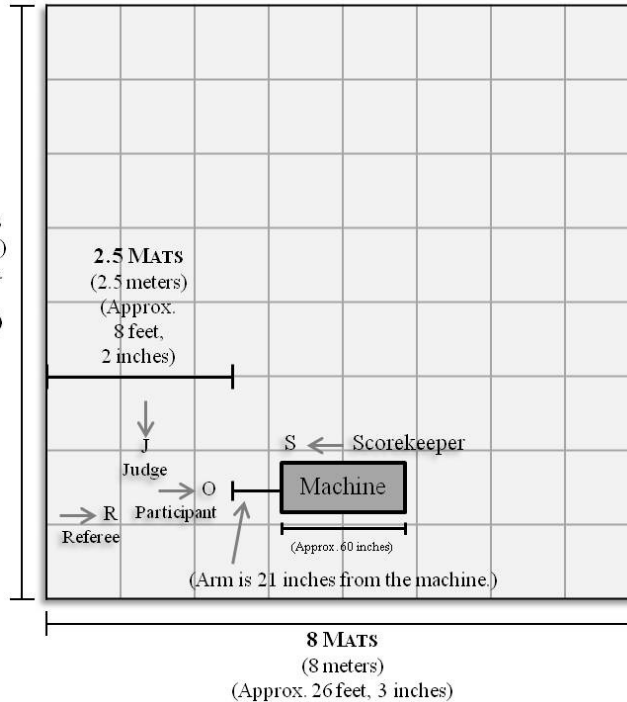 2.5 MATS
(2.5 meters)
(Approx.
8 feet,
2 inches)
J
Judge
S
Scorekeeper
O
Participant
R
Referee
Machine
(Approx. 60 inches)
(Arm is 21 inches from the machine.)
8 MATS
(8 meters)
(Approx. 26 feet, 3 inches)